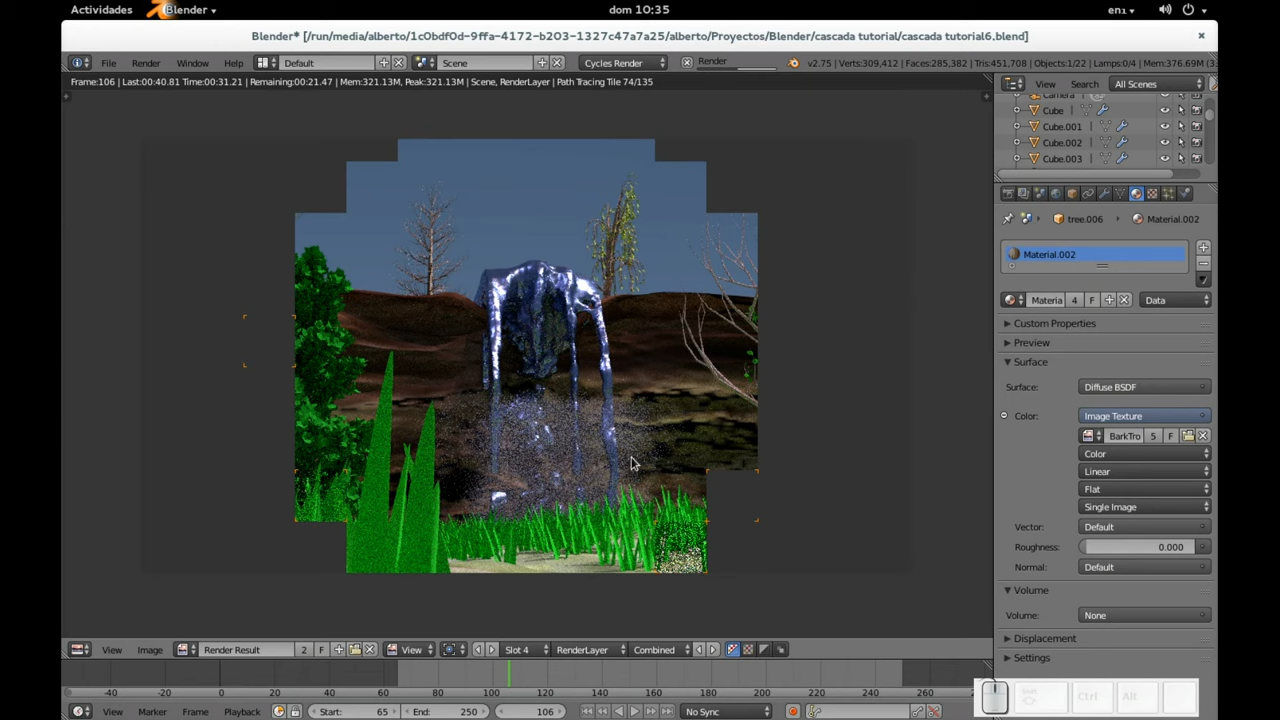 Actividades Blender dom 10:35 en1
Blender* [/run/media/alberto/1c0bdf0d-9ffa-4172-b203-1327c47a7a25/alberto/Proyectos/Blender/cascada tutorial/cascada tutorial6.blend]
File Render Window Help Default Scene Cycles Render Render v2.75 | Verts:309,412 | Faces:285,382 | Tris:451,708 | Objects:1/22 | Lamps:0/4 | Mem:376.69M
Frame:106 | Last:00:40.81 Time:00:31.21 | Remaining:00:21.47 | Mem:321.13M, Peak:321.13M | Scene, RenderLayer | Path Tracing Tile 74/135
View Search All Scenes
Camera
Cube
Cube.001
Cube.002
Cube.003
tree.006 Material.002
Material.002
Materia 4 F Data
Custom Properties
Preview
Surface
Surface: Diffuse BSDF
Color: Image Texture
BarkTro 5 F
Color
Linear
Flat
Single Image
Vector: Default
Roughness: 0.000
Normal: Default
Volume
Volume: None
Displacement
Settings
View Image Render Result 2 F View Slot 4 RenderLayer Combined
-40 -20 0 20 40 60 80 100 120 140 160 180 200 220 240 260
View Marker Frame Playback Start: 65 End: 250 106 No Sync
Ctrl Alt